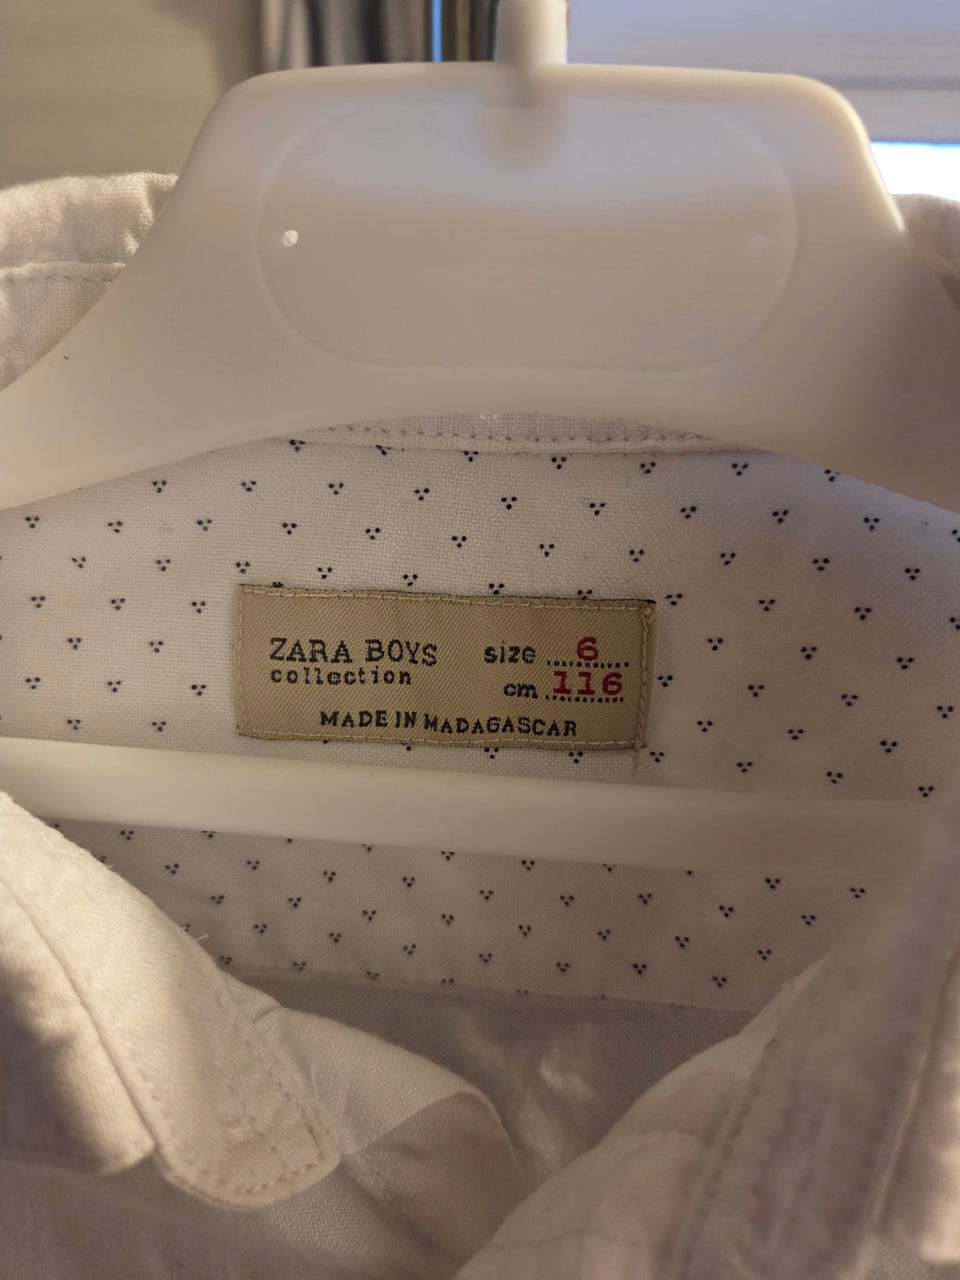 ZARA BOYS size 6
collection cm 116
MADE IN MADAGASCAR